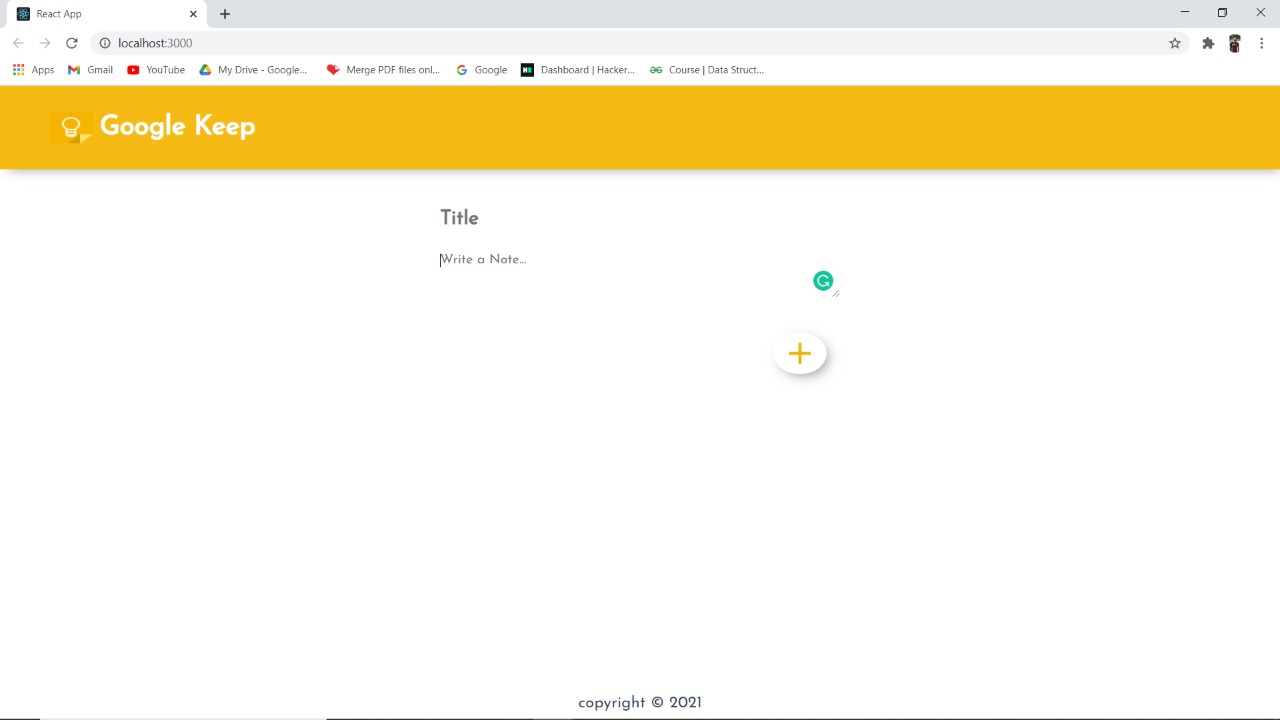 React App
localhost:3000
Apps Gmail YouTube My Drive - Google... Merge PDF files onl... Google Dashboard | Hacker... Course | Data Struct...
Google Keep
Title
Write a Note...
copyright © 2021